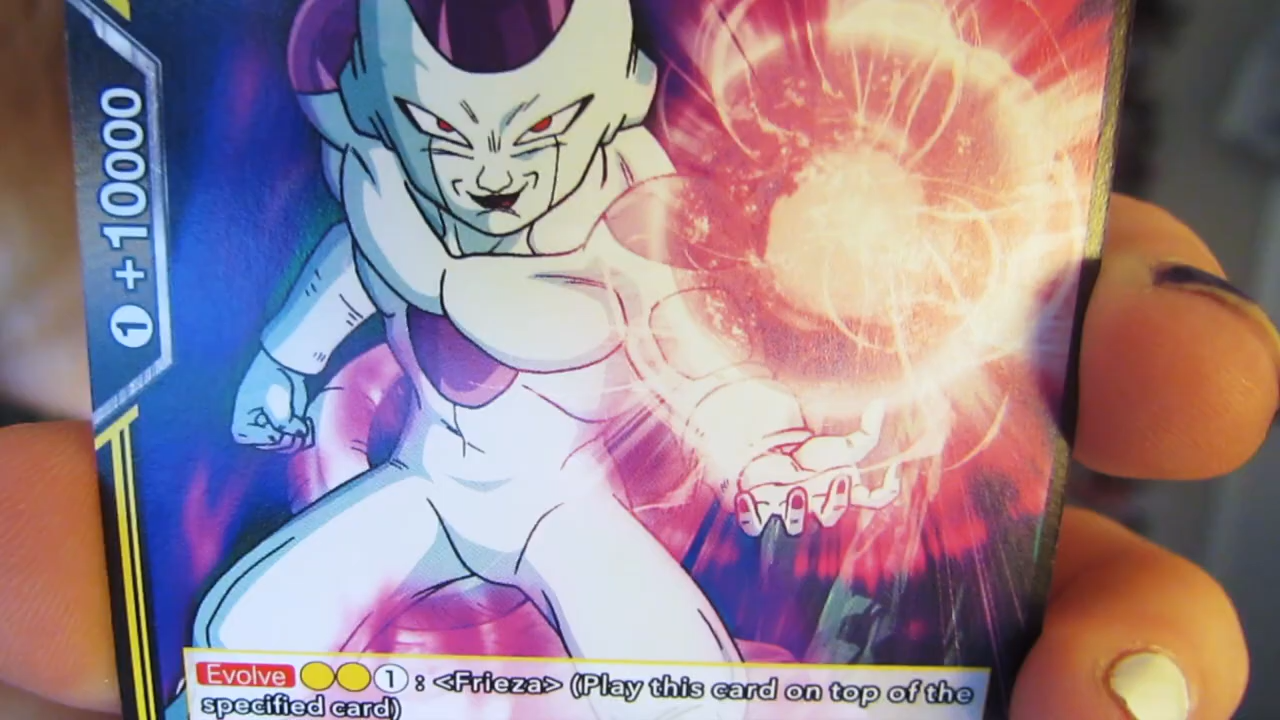 1 +10000
Evolve 1 : <Frieza> (Play this card on top of the
specified card)